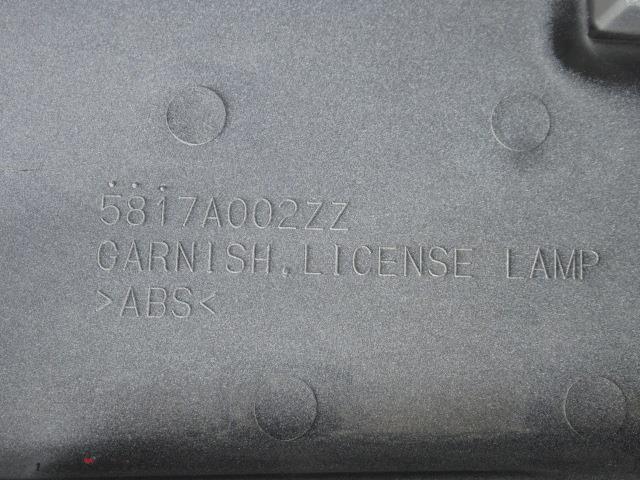 5817A002ZZ
GARNISH,LICENSE LAMP
>ABS<